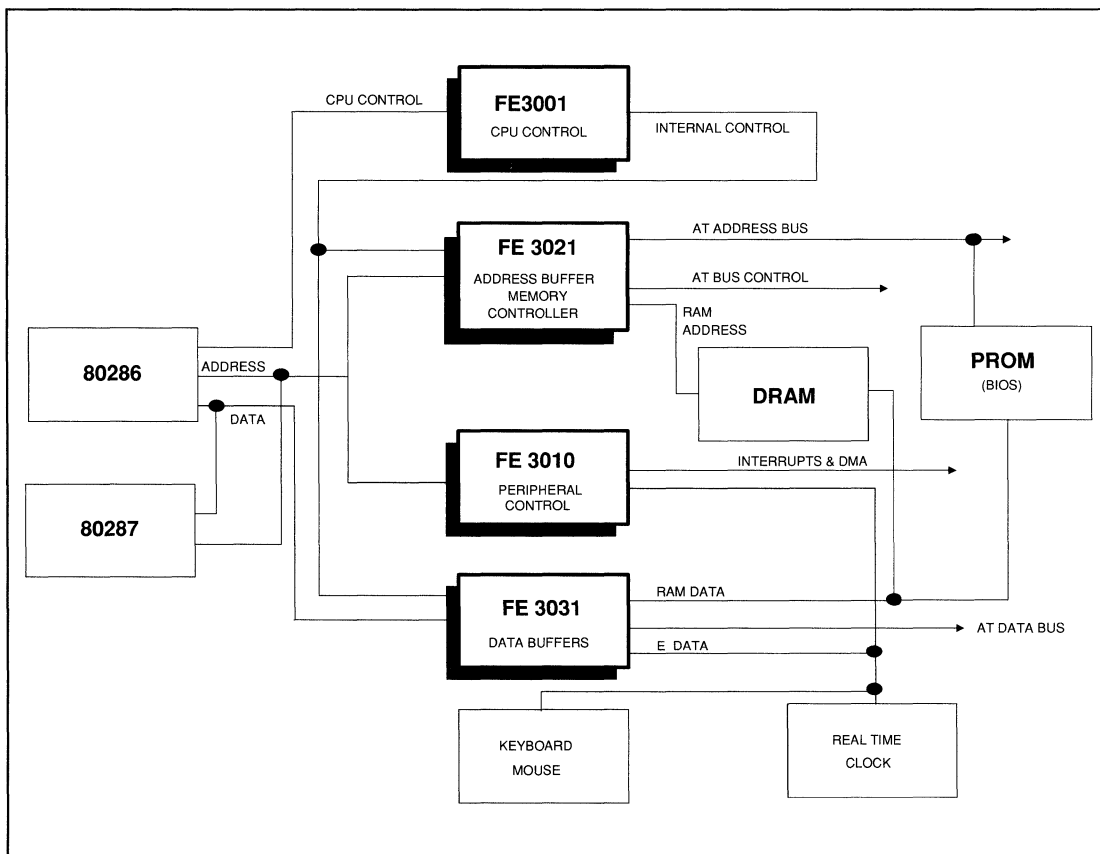 FE3001
CPU CONTROL
CPU CONTROL
INTERNAL CONTROL
FE 3021
ADDRESS BUFFER
MEMORY
CONTROLLER
AT ADDRESS BUS
AT BUS CONTROL
RAM
ADDRESS
80286
ADDRESS
DATA
80287
DRAM
PROM
(BIOS)
FE 3010
PERIPHERAL
CONTROL
INTERRUPTS & DMA
FE 3031
DATA BUFFERS
RAM DATA
AT DATA BUS
E DATA
KEYBOARD
MOUSE
REAL TIME
CLOCK